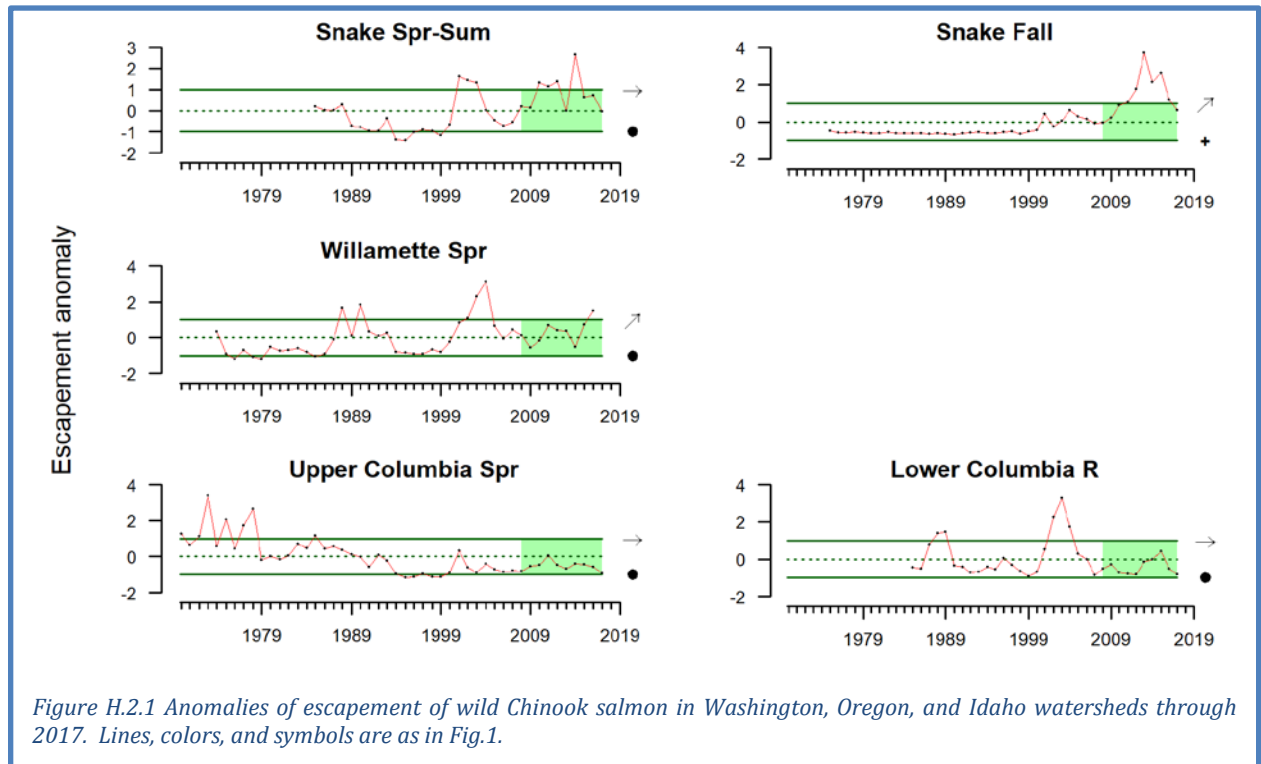 Snake Spr-Sum
3
2
1
0
-1
-2
1979 1989 1999 2009 2019
Snake Fall
4
2
0
-2
1979 1989 1999 2009 2019
Escapement anomaly
Willamette Spr
4
2
0
-2
1979 1989 1999 2009 2019
Upper Columbia Spr
4
2
0
-2
1979 1989 1999 2009 2019
Lower Columbia R
4
2
0
-2
1979 1989 1999 2009 2019
Figure H.2.1 Anomalies of escapement of wild Chinook salmon in Washington, Oregon, and Idaho watersheds through
2017. Lines, colors, and symbols are as in Fig.1.